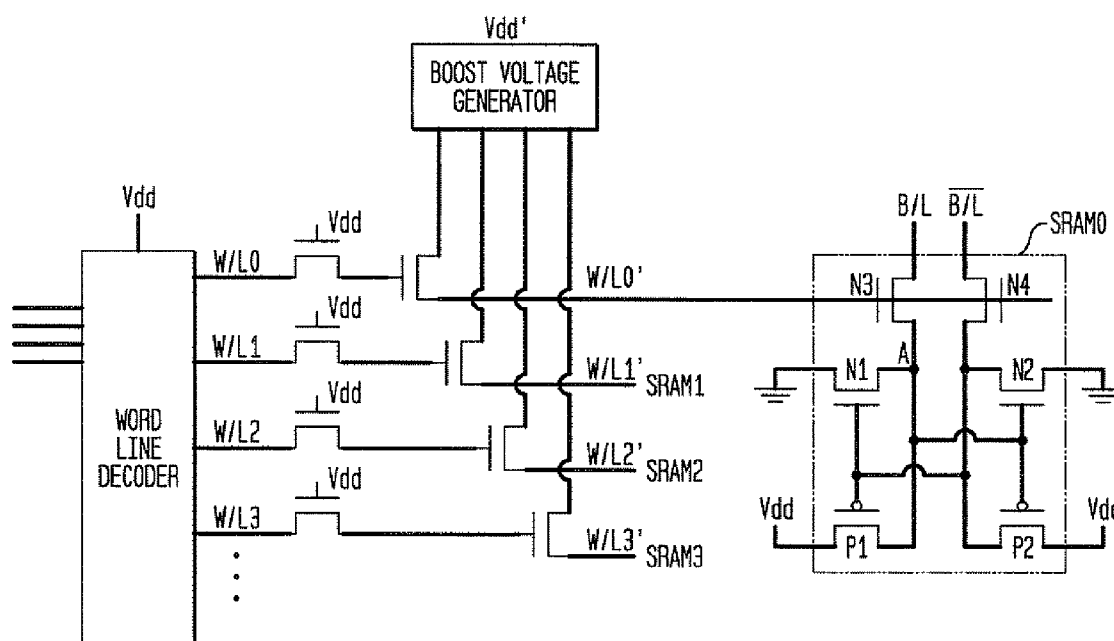 Vdd'
BOOST VOLTAGE
GENERATOR
Vdd
WORD
LINE
DECODER
W/L0
Vdd
W/L0'
W/L1
Vdd
W/L1'
SRAM1
W/L2
Vdd
W/L2'
SRAM2
W/L3
Vdd
W/L3'
SRAM3
B/L
B/L
SRAM0
N3
N4
A
N1
N2
Vdd
P1
P2
Vdd